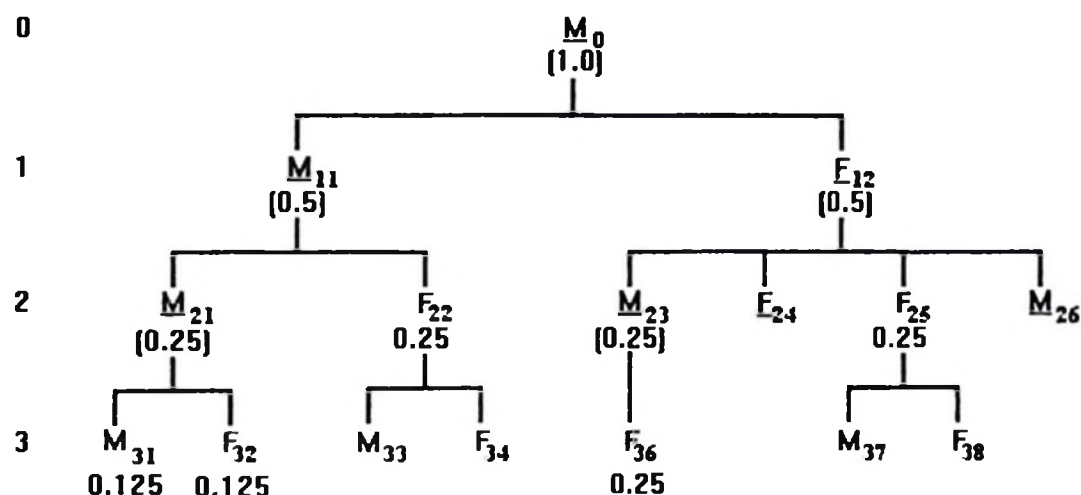 0 M0
(1.0)
1 M11 F12
(0.5) (0.5)
2 M21 F22 M23 F24 F25 M26
(0.25) 0.25 (0.25) 0.25
3 M31 F32 M33 F34 F36 M37 F38
0.125 0.125 0.25